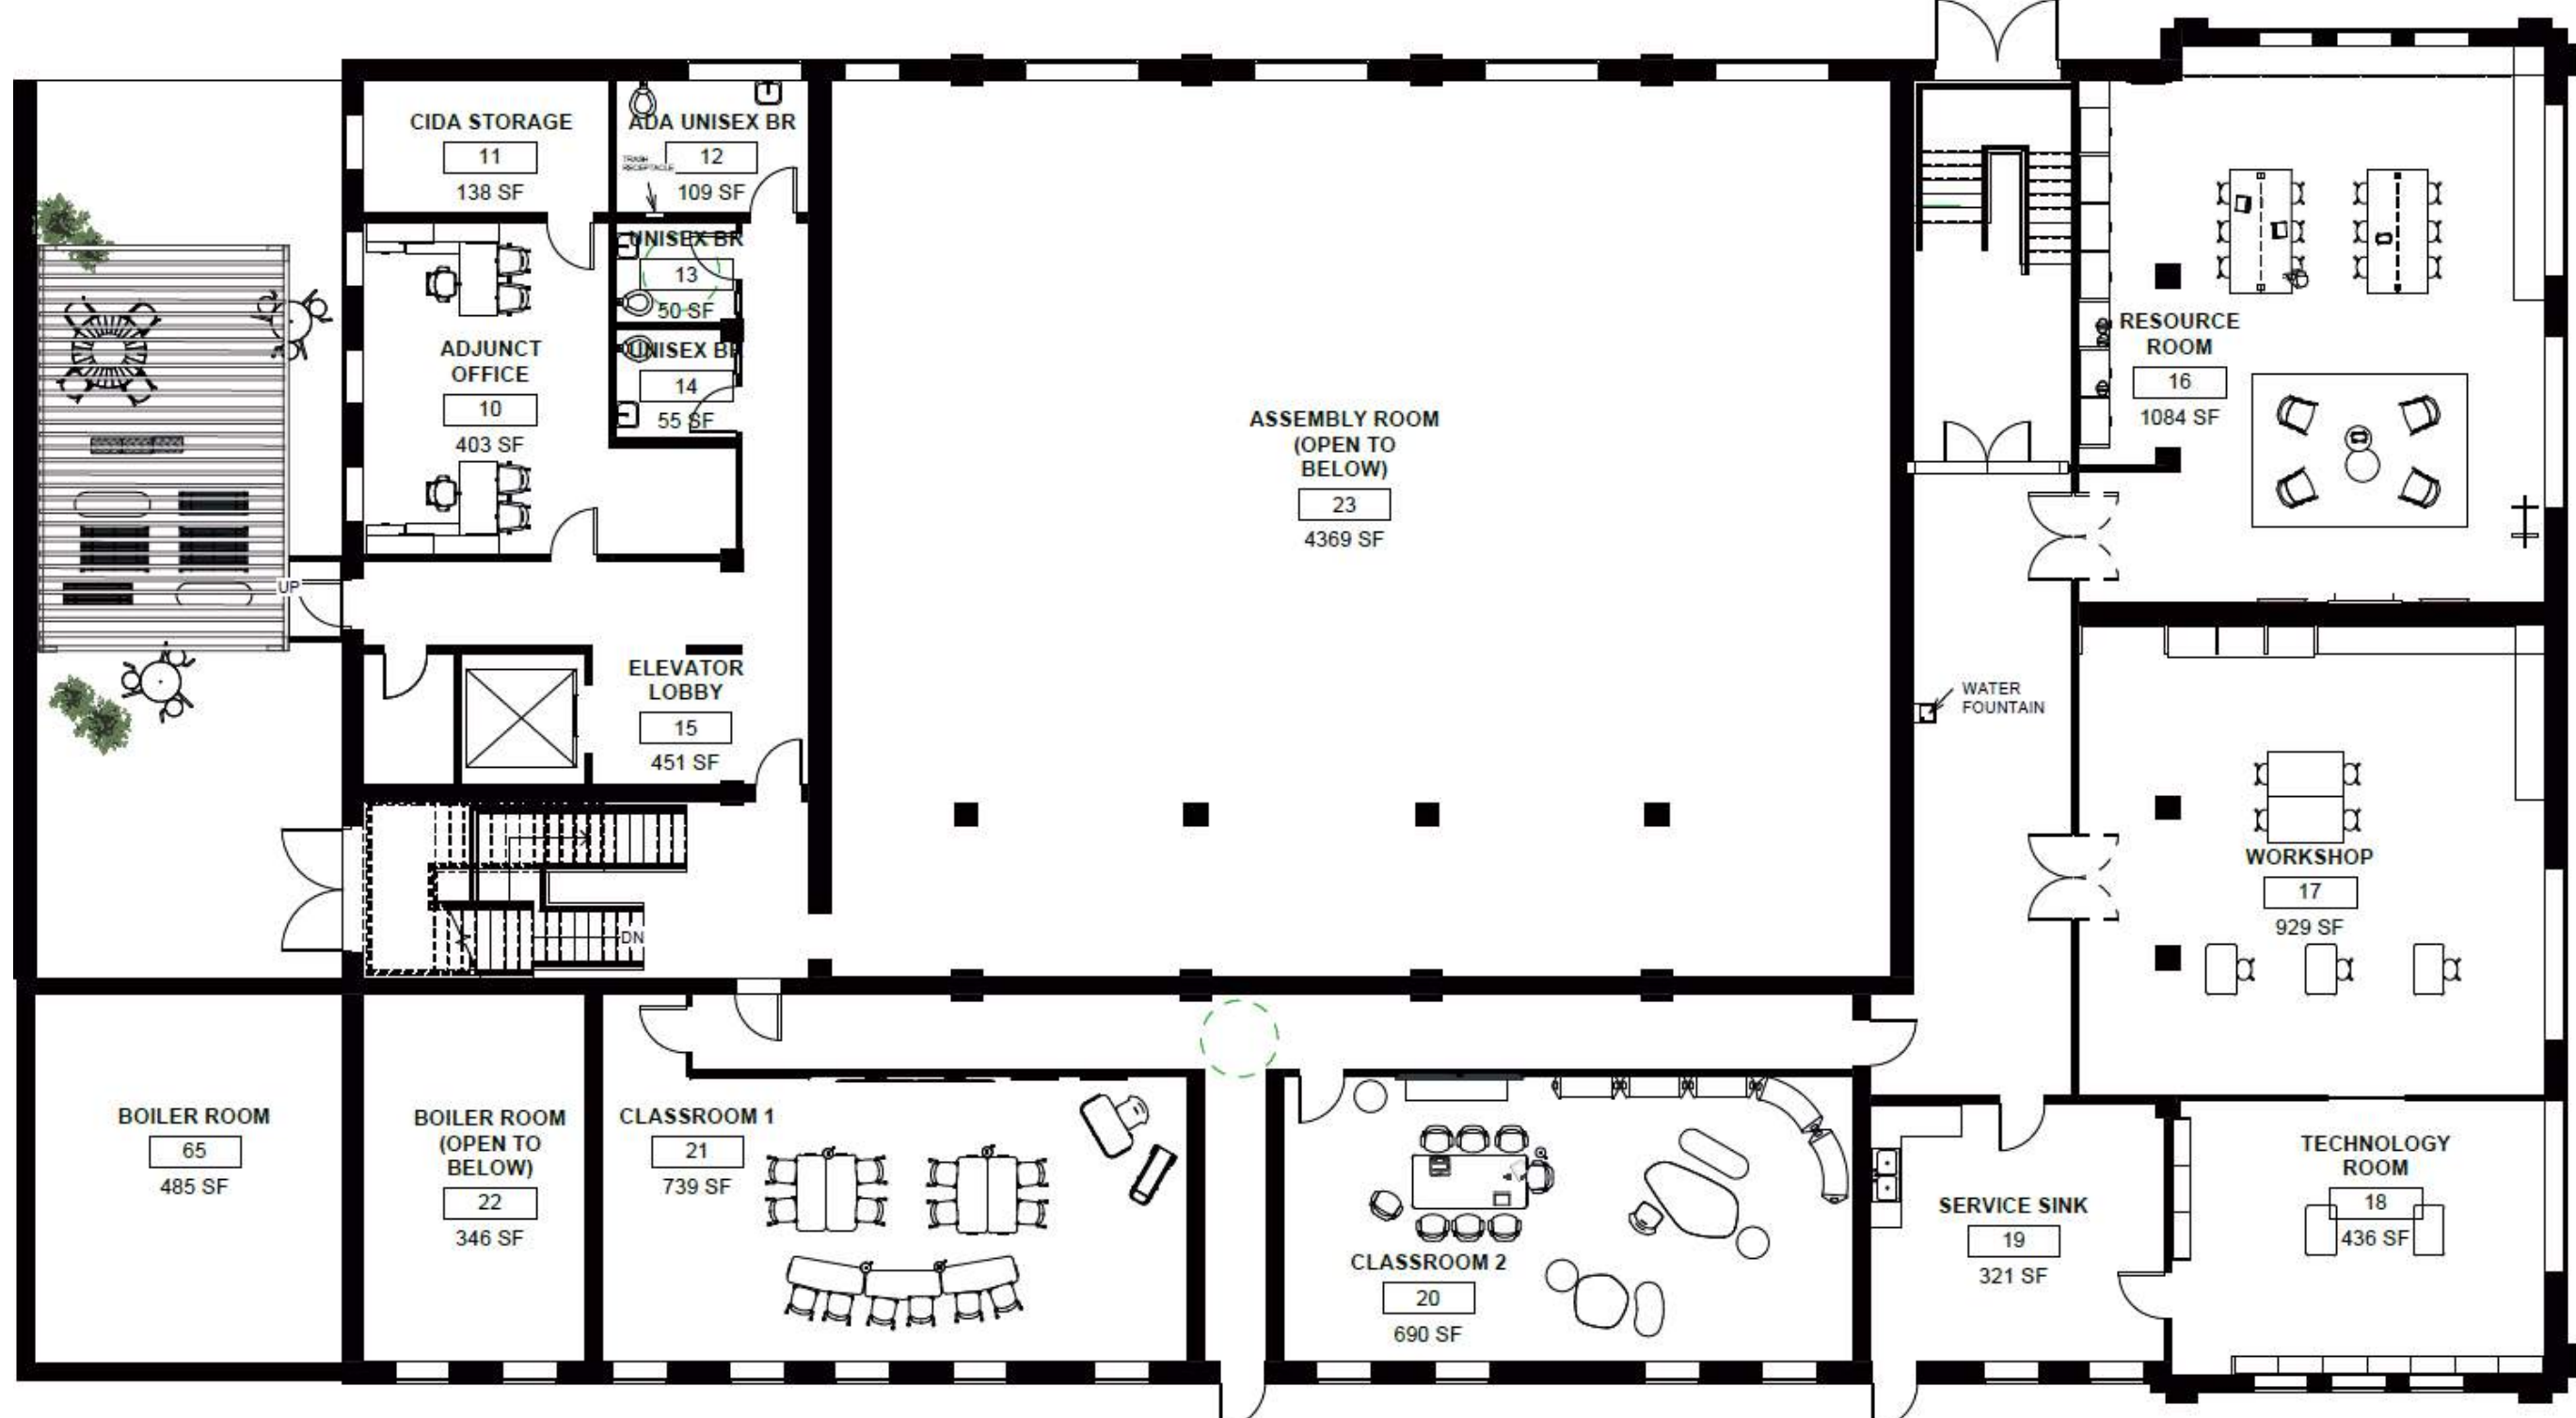 CIDA STORAGE
11
138 SF
ADA UNISEX BR
12
109 SF
TRASH
RECEPTACLE
UNISEX BR
13
50 SF
UNISEX BR
14
55 SF
ADJUNCT
OFFICE
10
403 SF
UP
ELEVATOR
LOBBY
15
451 SF
DN
ASSEMBLY ROOM
(OPEN TO
BELOW)
23
4369 SF
RESOURCE
ROOM
16
1084 SF
WATER
FOUNTAIN
WORKSHOP
17
929 SF
BOILER ROOM
65
485 SF
BOILER ROOM
(OPEN TO
BELOW)
22
346 SF
CLASSROOM 1
21
739 SF
CLASSROOM 2
20
690 SF
SERVICE SINK
19
321 SF
TECHNOLOGY
ROOM
18
436 SF